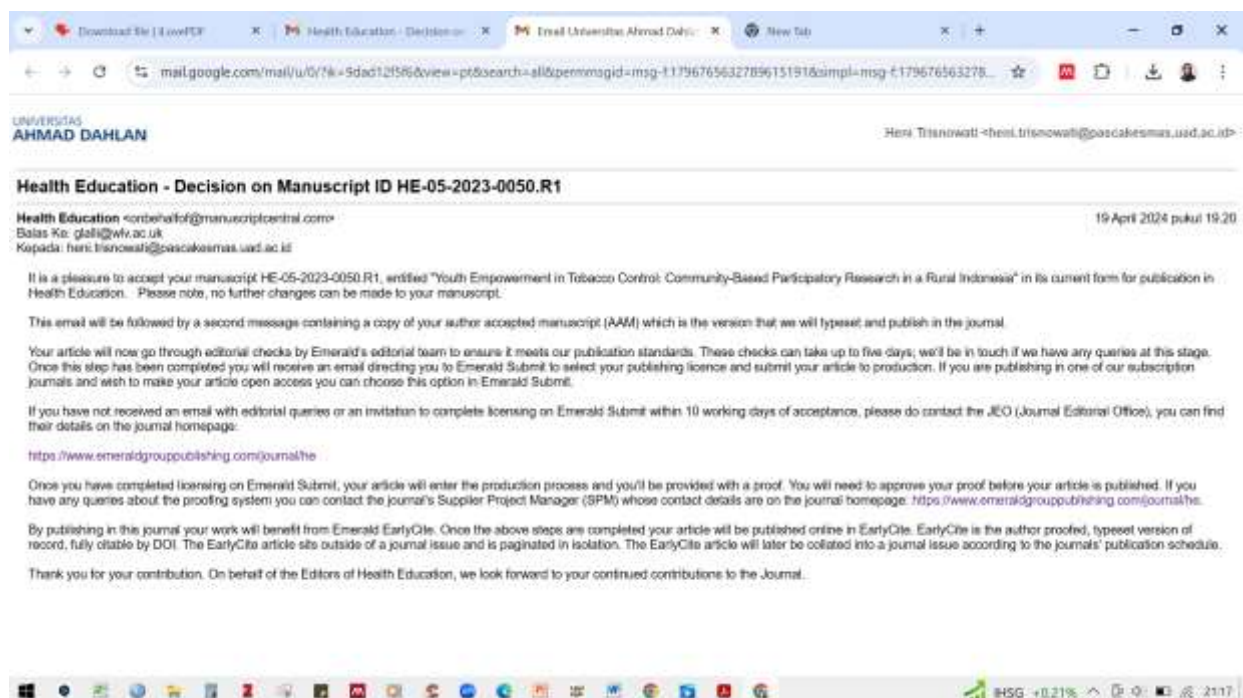 Download file | iLovePDF
Health Education - Decision on
Email Universitas Ahmad Dahla
New Tab
UNIVERSITAS
AHMAD DAHLAN
Heni Trisnowati <heni.trisnowati@pascakesmas.uad.ac.id>
Health Education - Decision on Manuscript ID HE-05-2023-0050.R1
Health Education <onbehalfof@manuscriptcentral.com>
19 April 2024 pukul 19.20
Balas Ke: glalli@wlv.ac.uk
Kepada: heni.trisnowati@pascakesmas.uad.ac.id
It is a pleasure to accept your manuscript HE-05-2023-0050.R1, entitled "Youth Empowerment in Tobacco Control: Community-Based Participatory Research in a Rural Indonesia" in its current form for publication in
Health Education. Please note, no further changes can be made to your manuscript.
This email will be followed by a second message containing a copy of your author accepted manuscript (AAM) which is the version that we will typeset and publish in the journal.
Your article will now go through editorial checks by Emerald's editorial team to ensure it meets our publication standards. These checks can take up to five days; we'll be in touch if we have any queries at this stage.
Once this step has been completed you will receive an email directing you to Emerald Submit to select your publishing licence and submit your article to production. If you are publishing in one of our subscription
journals and wish to make your article open access you can choose this option in Emerald Submit.
If you have not received an email with editorial queries or an invitation to complete licensing on Emerald Submit within 10 working days of acceptance, please do contact the JEO (Journal Editorial Office), you can find
their details on the journal homepage:
https://www.emeraldgrouppublishing.com/journal/he
Once you have completed licensing on Emerald Submit, your article will enter the production process and you'll be provided with a proof. You will need to approve your proof before your article is published. If you
have any queries about the proofing system you can contact the journal's Supplier Project Manager (SPM) whose contact details are on the journal homepage: https://www.emeraldgrouppublishing.com/journal/he.
By publishing in this journal your work will benefit from Emerald EarlyCite. Once the above steps are completed your article will be published online in EarlyCite. EarlyCite is the author proofed, typeset version of
record, fully citable by DOI. The EarlyCite article sits outside of a journal issue and is paginated in isolation. The EarlyCite article will later be collated into a journal issue according to the journals' publication schedule.
Thank you for your contribution. On behalf of the Editors of Health Education, we look forward to your continued contributions to the Journal.
IHSG +0.21%
21:17